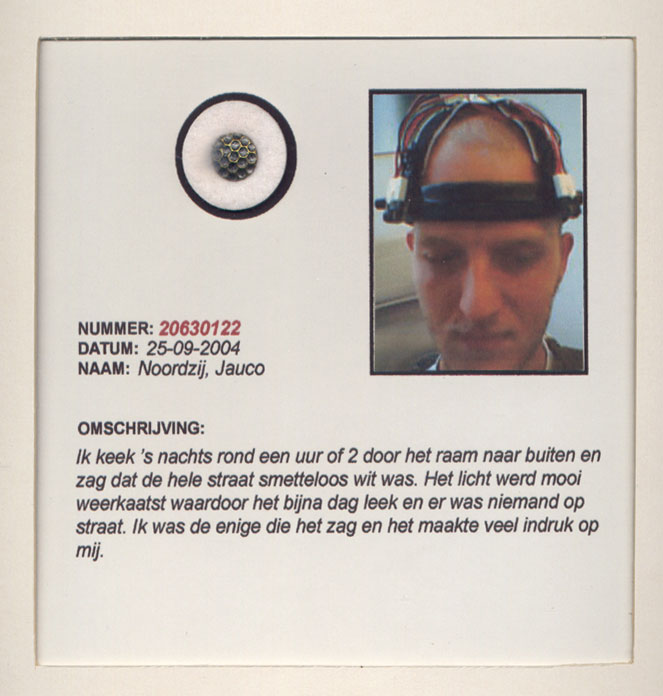 NUMMER: 20630122
DATUM: 25-09-2004
NAAM: Noordzij, Jauco
OMSCHRIJVING:
Ik keek 's nachts rond een uur of 2 door het raam naar buiten en
zag dat de hele straat smetteloos wit was. Het licht werd mooi
weerkaatst waardoor het bijna dag leek en er was niemand op
straat. Ik was de enige die het zag en het maakte veel indruk op
mij.